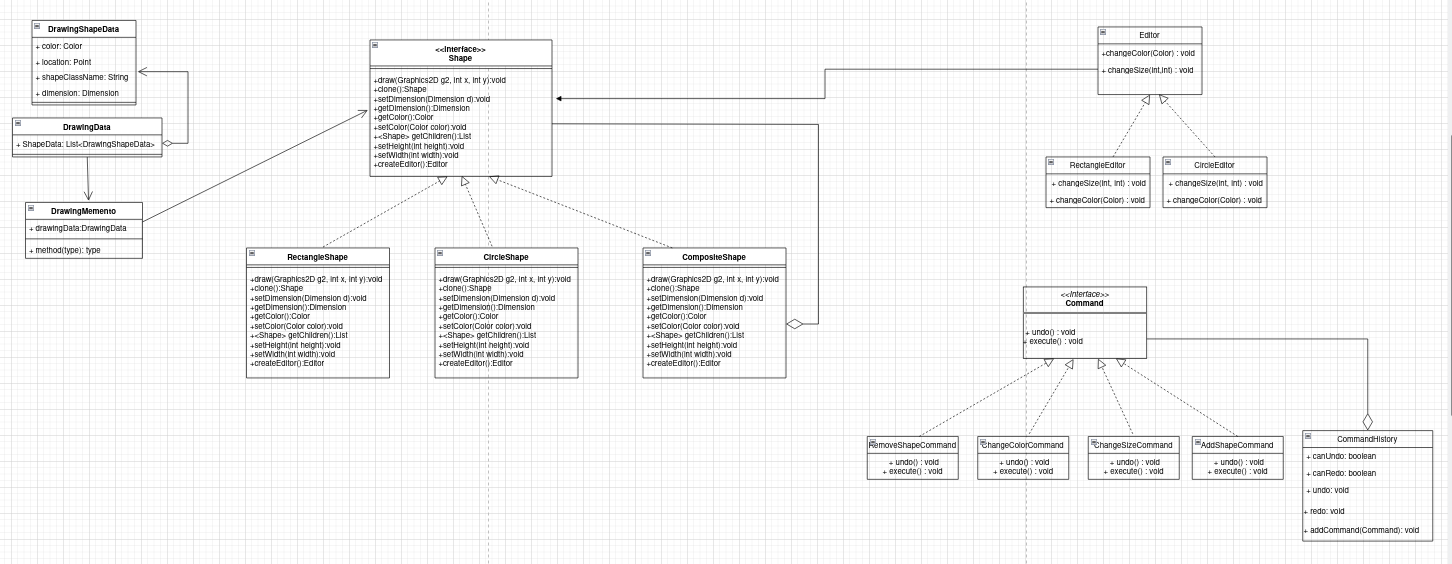 DrawingShapeData
+ color: Color
+ location: Point
+ shapeClassName: String
+ dimension: Dimension
DrawingData
+ ShapeData: List<DrawingShapeData>
DrawingMemento
+ drawingData:DrawingData
+ method(type): type
<<Interface>>
Shape
+draw(Graphics2D g2, int x, int y):void
+clone():Shape
+setDimension(Dimension d):void
+getDimension():Dimension
+getColor():Color
+setColor(Color color):void
+<Shape> getChildren():List
+setHeight(int height):void
+setWidth(int width):void
+createEditor():Editor
RectangleShape
+draw(Graphics2D g2, int x, int y):void
+clone():Shape
+setDimension(Dimension d):void
+getDimension():Dimension
+getColor():Color
+setColor(Color color):void
+<Shape> getChildren():List
+setHeight(int height):void
+setWidth(int width):void
+createEditor():Editor
CircleShape
+draw(Graphics2D g2, int x, int y):void
+clone():Shape
+setDimension(Dimension d):void
+getDimension():Dimension
+getColor():Color
+setColor(Color color):void
+<Shape> getChildren():List
+setHeight(int height):void
+setWidth(int width):void
+createEditor():Editor
CompositeShape
+draw(Graphics2D g2, int x, int y):void
+clone():Shape
+setDimension(Dimension d):void
+getDimension():Dimension
+getColor():Color
+setColor(Color color):void
+<Shape> getChildren():List
+setHeight(int height):void
+setWidth(int width):void
+createEditor():Editor
Editor
+changeColor(Color) : void
+ changeSize(int,int) : void
RectangleEditor
+ changeSize(int, int) : void
+ changeColor(Color) : void
CircleEditor
+ changeSize(int, int) : void
+ changeColor(Color) : void
<<Interface>>
Command
+ undo() : void
+ execute() : void
RemoveShapeCommand
+ undo() : void
+ execute() : void
ChangeColorCommand
+ undo() : void
+ execute() : void
ChangeSizeCommand
+ undo() : void
+ execute() : void
AddShapeCommand
+ undo() : void
+ execute() : void
CommandHistory
+ canUndo: boolean
+ canRedo: boolean
+ undo: void
+ redo: void
+ addCommand(Command): void